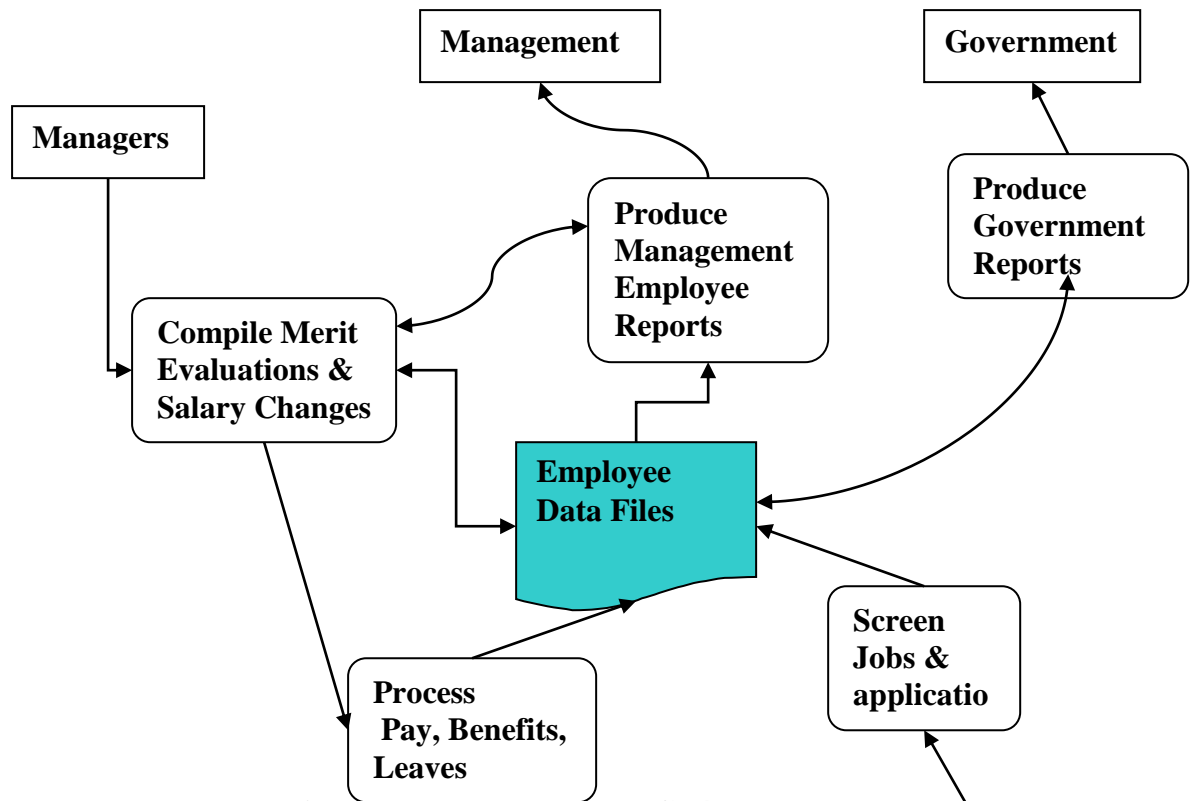 Management
Government
Managers
Produce
Management
Employee
Reports
Produce
Government
Reports
Compile Merit
Evaluations &
Salary Changes
Employee
Data Files
Screen
Jobs &
applicatio
Process
Pay, Benefits,
Leaves